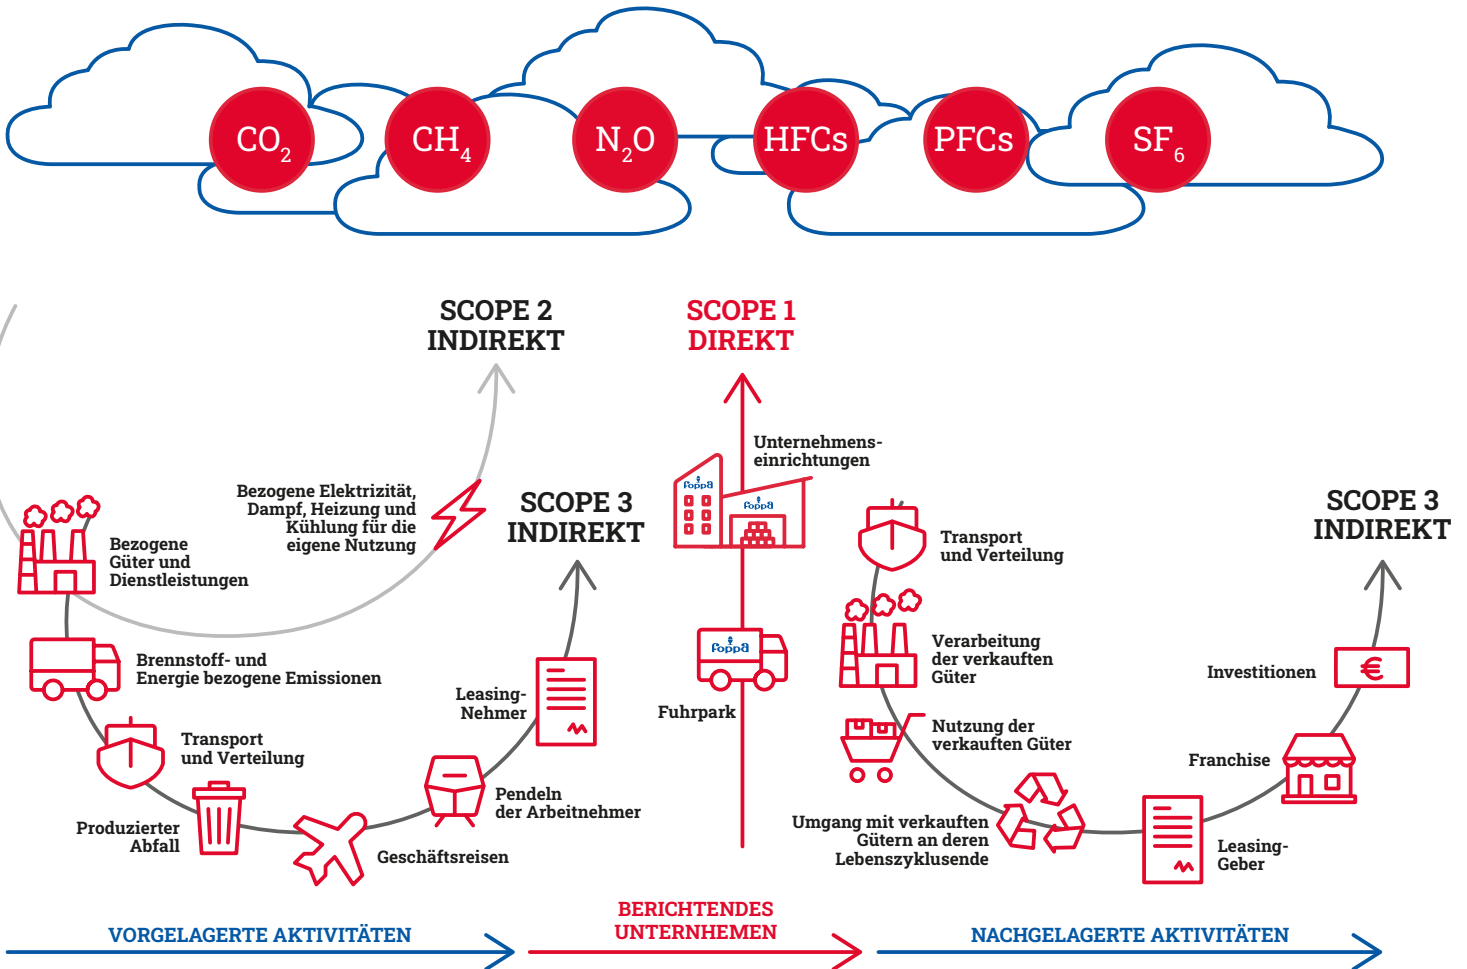 CO2
CH4
N2O
HFCs
PFCs
SF6
SCOPE 2
INDIREKT
SCOPE 1
DIREKT
Unternehmens-
einrichtungen
foppa
foppa
Bezogene Elektrizität,
Dampf, Heizung und
Kühlung für die
eigene Nutzung
SCOPE 3
INDIREKT
SCOPE 3
INDIREKT
Bezogene
Güter und
Dienstleistungen
Brennstoff- und
Energie bezogene Emissionen
Transport
und Verteilung
Produzierter
Abfall
Geschäftsreisen
Pendeln
der Arbeitnehmer
Leasing-
Nehmer
foppa
Fuhrpark
Transport
und Verteilung
Verarbeitung
der verkauften
Güter
Nutzung der
verkauften Güter
Umgang mit verkauften
Gütern an deren
Lebenszyklusende
Leasing-
Geber
Franchise
Investitionen
€
VORGELAGERTE AKTIVITÄTEN
BERICHTENDES
UNTERNHEMEN
NACHGELAGERTE AKTIVITÄTEN